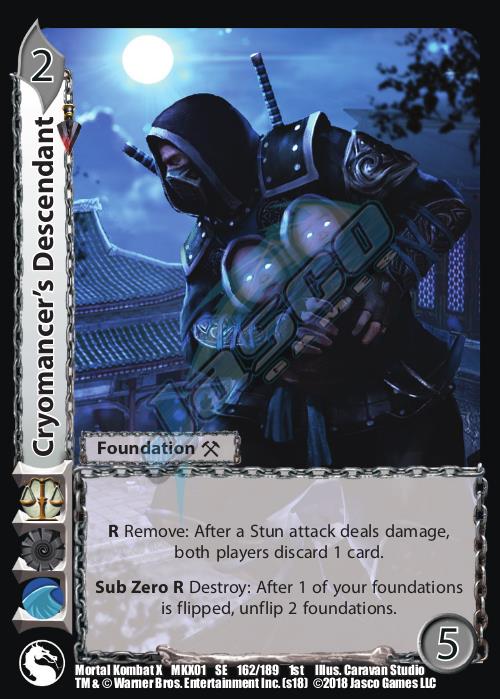 2
Cryomancer's Descendant
JASCO
GAMES
Foundation
R Remove: After a Stun attack deals damage,
both players discard 1 card.
Sub Zero R Destroy: After 1 of your foundations
is flipped, unflip 2 foundations.
5
Mortal Kombat X MKX01 SE 162/189 1st Illus. Caravan Studio
TM & © Warner Bros. Entertainment Inc. (s18) ©2018 Jasco Games LLC